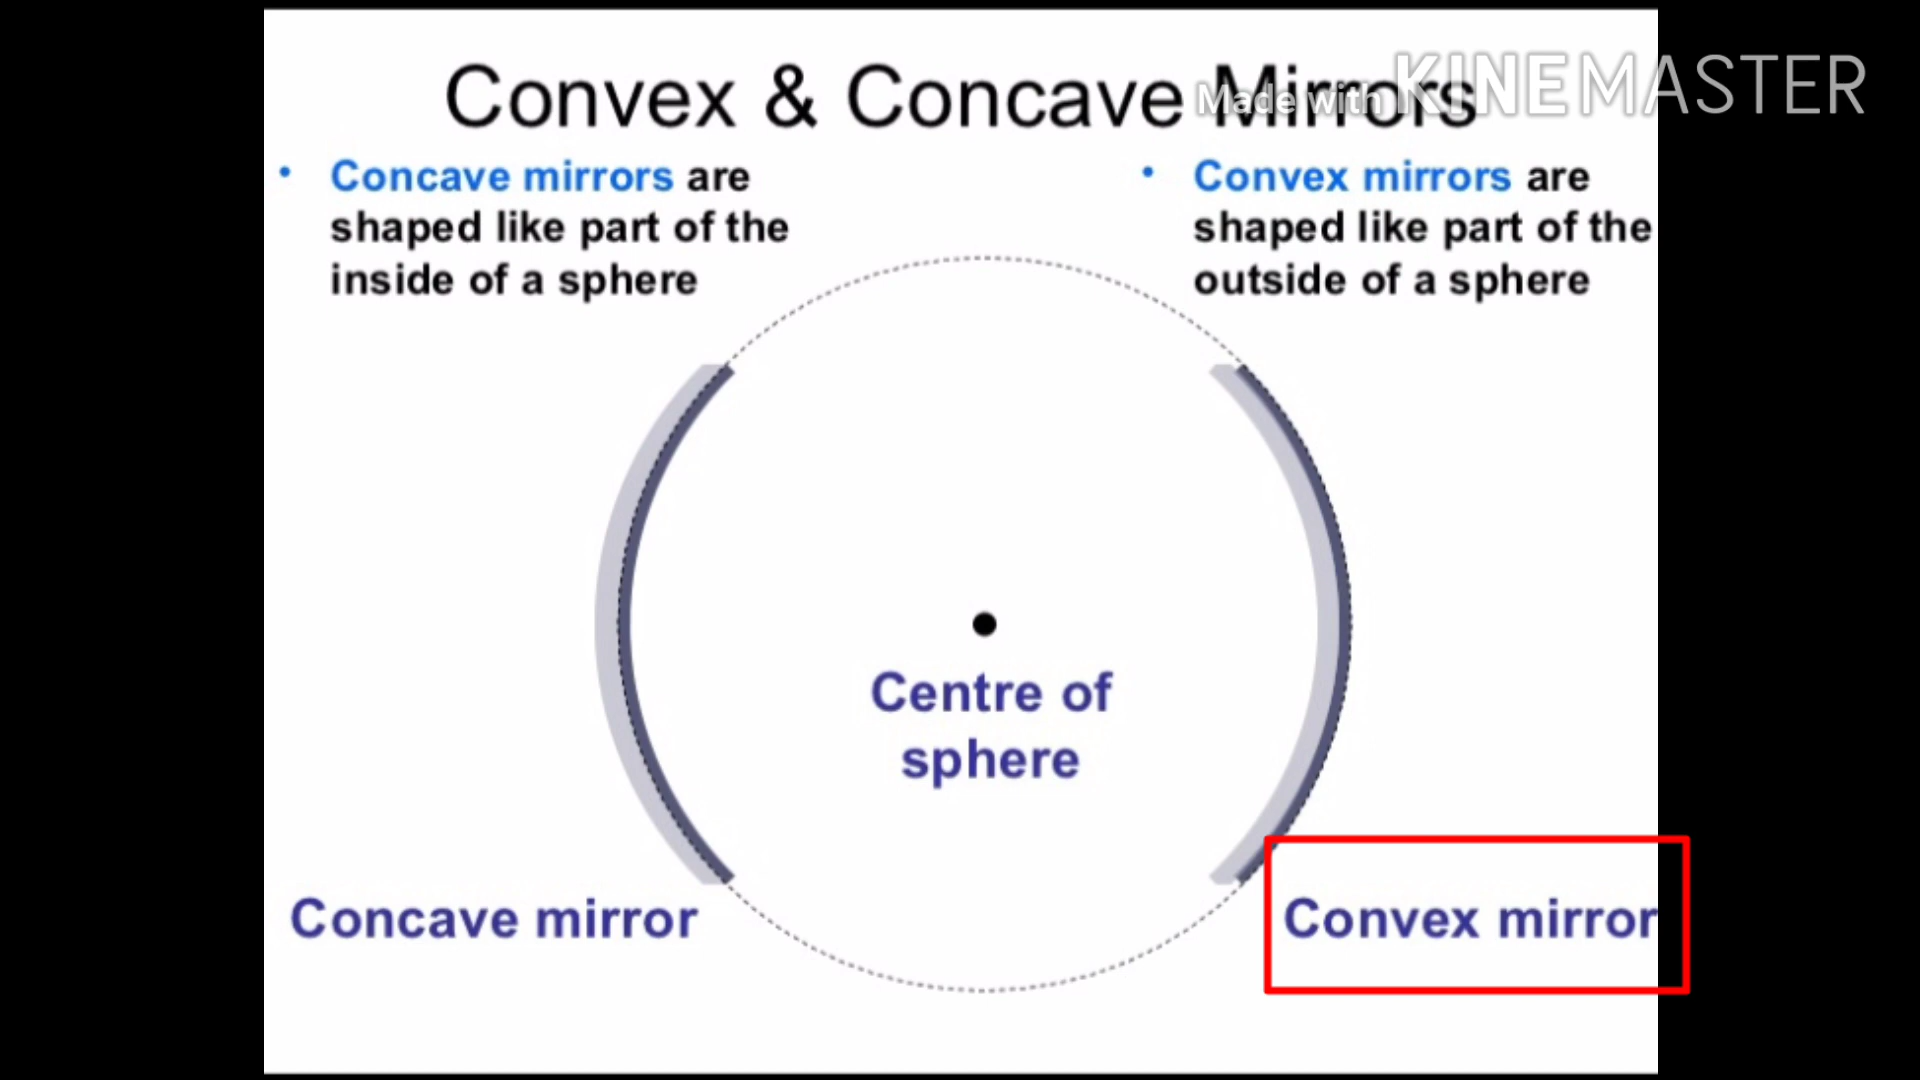 Convex & Concave Mirrors
Made with KINEMASTER
• Concave mirrors are
shaped like part of the
inside of a sphere
• Convex mirrors are
shaped like part of the
outside of a sphere
Centre of
sphere
Concave mirror
Convex mirror